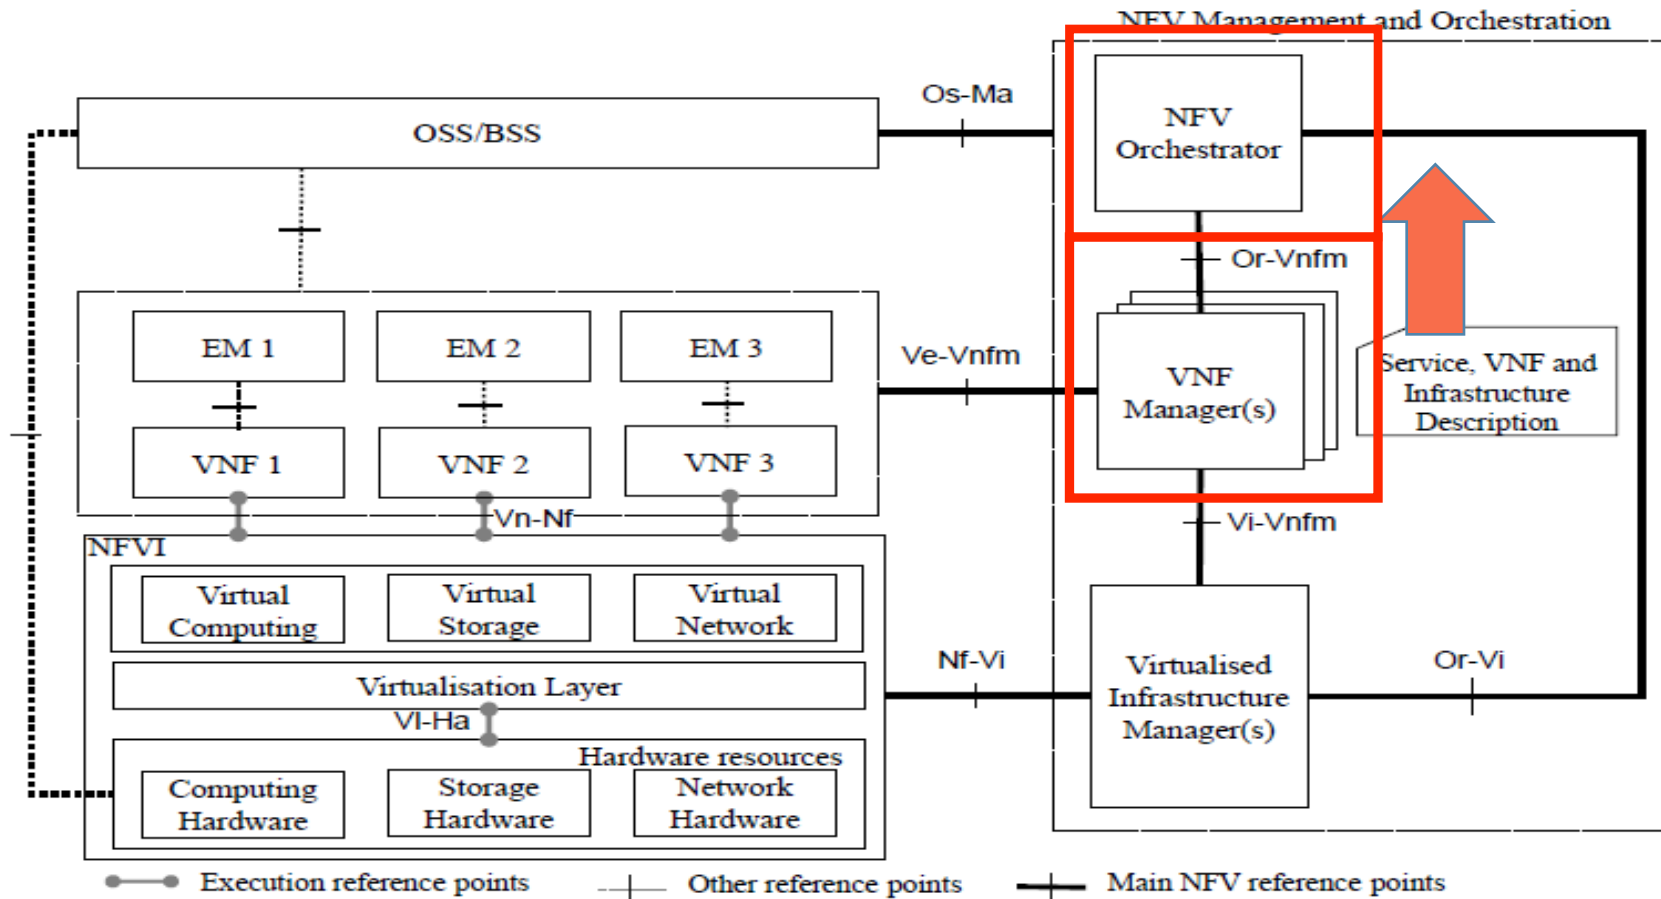 NFV Management and Orchestration
Os-Ma
OSS/BSS
NFV
Orchestrator
Or-Vnfm
EM 1
EM 2
EM 3
Ve-Vnfm
VNF
Manager(s)
Service, VNF and
Infrastructure
Description
VNF 1
VNF 2
VNF 3
Vn-Nf
Vi-Vnfm
NFVI
Virtual
Computing
Virtual
Storage
Virtual
Network
Nf-Vi
Virtualised
Infrastructure
Manager(s)
Or-Vi
Virtualisation Layer
Vl-Ha
Hardware resources
Computing
Hardware
Storage
Hardware
Network
Hardware
Execution reference points
Other reference points
Main NFV reference points